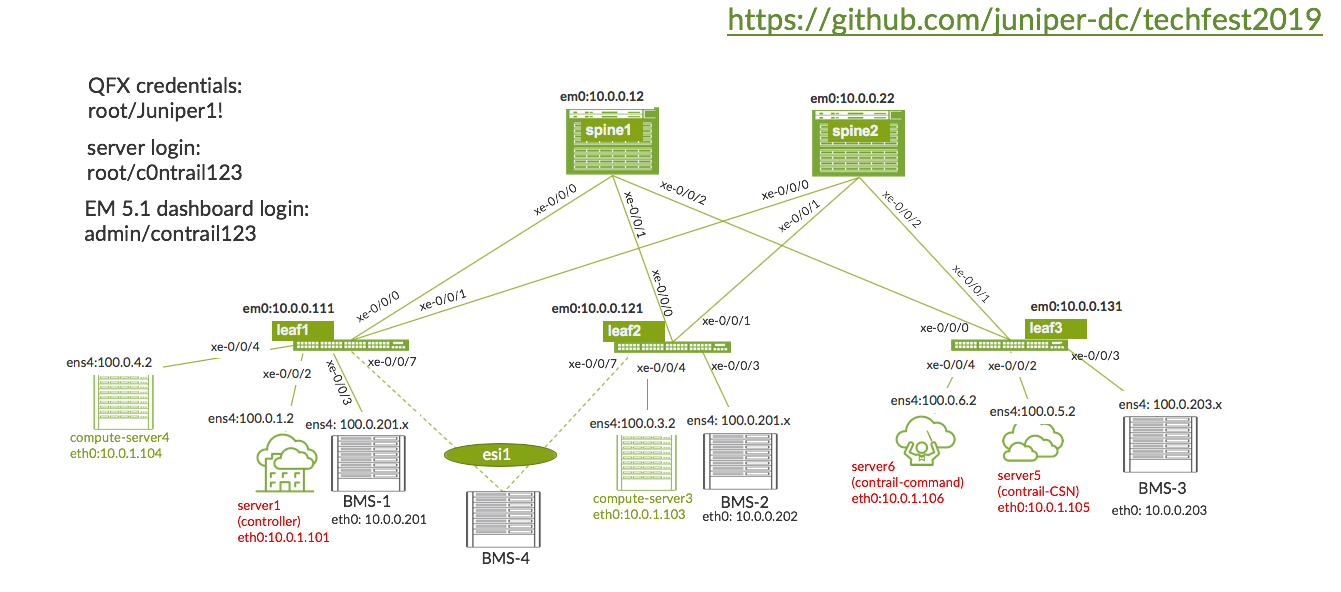 https://github.com/juniper-dc/techfest2019
QFX credentials:
root/Juniper1!
server login:
root/c0ntrail123
EM 5.1 dashboard login:
admin/contrail123
em0:10.0.0.12
spine1
em0:10.0.0.22
spine2
xe-0/0/0
xe-0/0/1
xe-0/0/2
xe-0/0/0
xe-0/0/1
xe-0/0/2
em0:10.0.0.111
leaf1
xe-0/0/0
xe-0/0/1
em0:10.0.0.121
leaf2
xe-0/0/0
xe-0/0/1
em0:10.0.0.131
leaf3
xe-0/0/0
xe-0/0/1
xe-0/0/4
xe-0/0/2
xe-0/0/3
xe-0/0/7
xe-0/0/7
xe-0/0/4
xe-0/0/3
xe-0/0/4
xe-0/0/2
xe-0/0/3
ens4:100.0.4.2
compute-server4
eth0:10.0.1.104
ens4:100.0.1.2
server1
(controller)
eth0:10.0.1.101
ens4: 100.0.201.x
BMS-1
eth0: 10.0.0.201
esi1
BMS-4
ens4:100.0.3.2
compute-server3
eth0:10.0.1.103
ens4: 100.0.201.x
BMS-2
eth0: 10.0.0.202
ens4:100.0.6.2
server6
(contrail-command)
eth0:10.0.1.106
ens4:100.0.5.2
server5
(contrail-CSN)
eth0:10.0.1.105
ens4: 100.0.203.x
BMS-3
eth0: 10.0.0.203